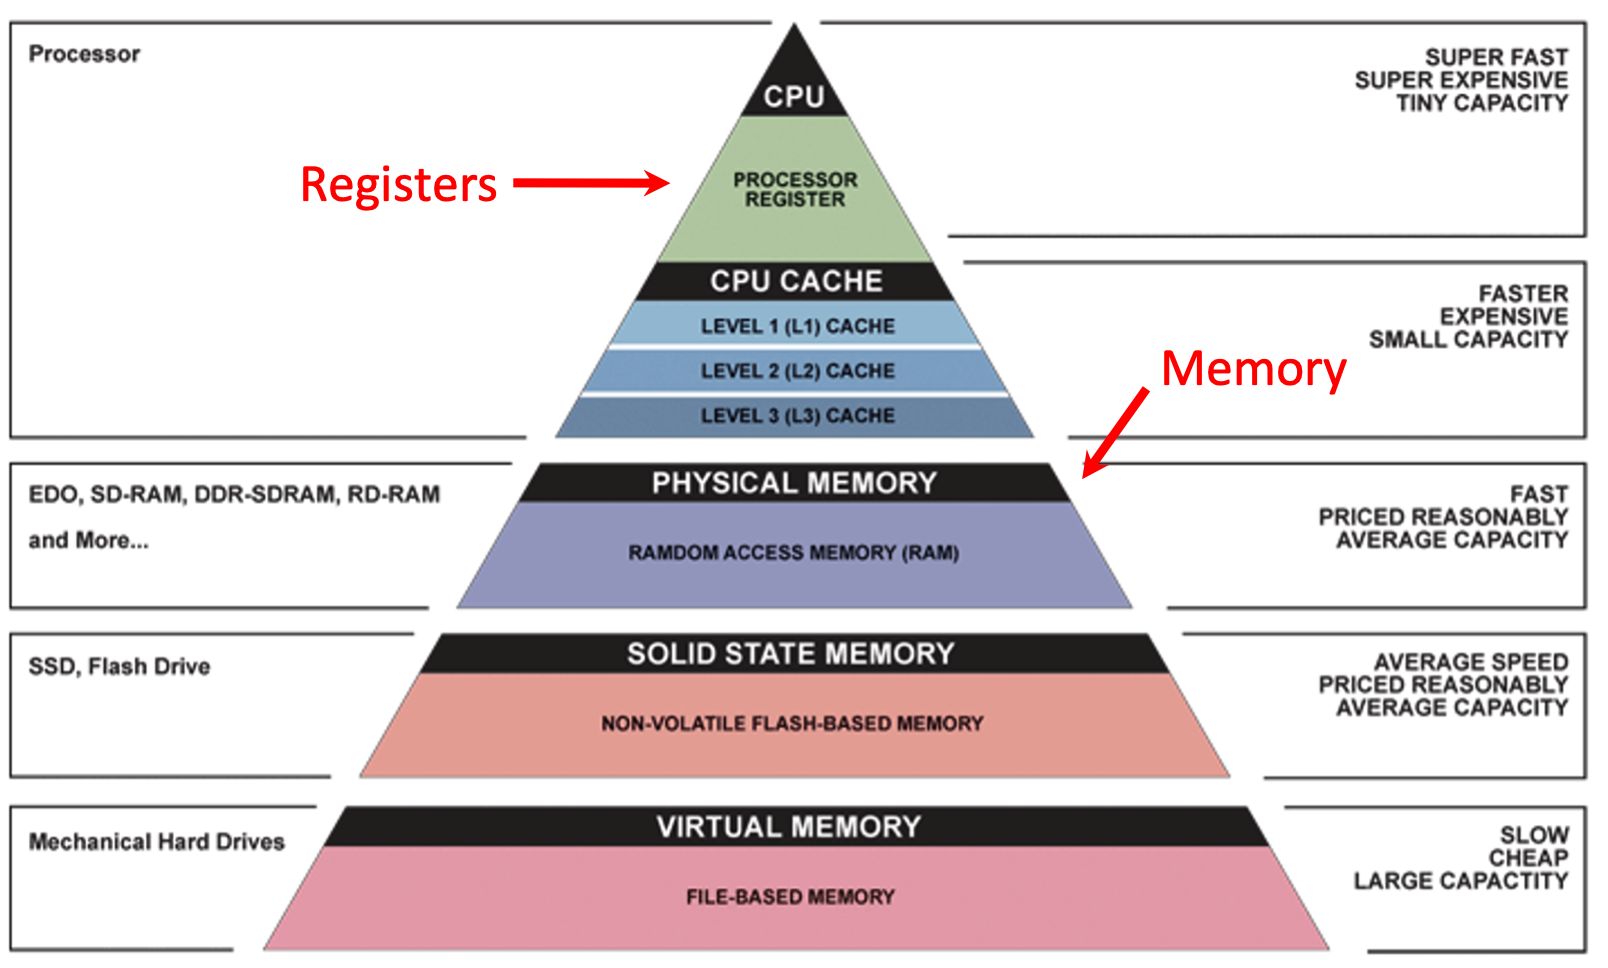 Processor
CPU
SUPER FAST
SUPER EXPENSIVE
TINY CAPACITY
Registers
PROCESSOR
REGISTER
CPU CACHE
LEVEL 1 (L1) CACHE
LEVEL 2 (L2) CACHE
LEVEL 3 (L3) CACHE
FASTER
EXPENSIVE
SMALL CAPACITY
Memory
EDO, SD-RAM, DDR-SDRAM, RD-RAM
and More...
PHYSICAL MEMORY
RAMDOM ACCESS MEMORY (RAM)
FAST
PRICED REASONABLY
AVERAGE CAPACITY
SSD, Flash Drive
SOLID STATE MEMORY
NON-VOLATILE FLASH-BASED MEMORY
AVERAGE SPEED
PRICED REASONABLY
AVERAGE CAPACITY
Mechanical Hard Drives
VIRTUAL MEMORY
FILE-BASED MEMORY
SLOW
CHEAP
LARGE CAPACTITY